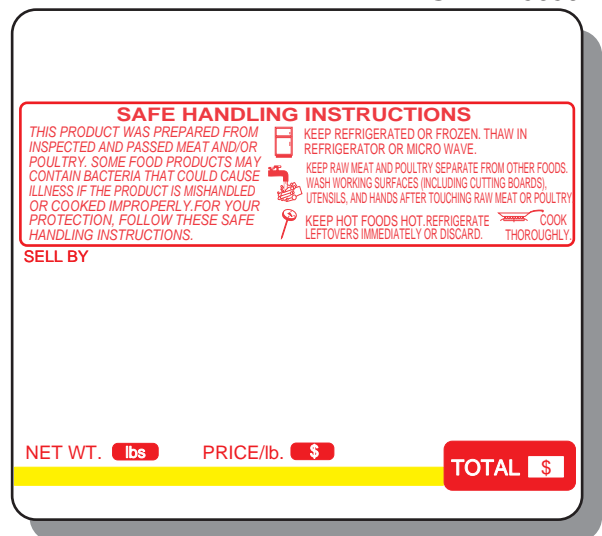 SAFE HANDLING INSTRUCTIONS
THIS PRODUCT WAS PREPARED FROM
INSPECTED AND PASSED MEAT AND/OR
POULTRY. SOME FOOD PRODUCTS MAY
CONTAIN BACTERIA THAT COULD CAUSE
ILLNESS IF THE PRODUCT IS MISHANDLED
OR COOKED IMPROPERLY.FOR YOUR
PROTECTION, FOLLOW THESE SAFE
HANDLING INSTRUCTIONS.
KEEP REFRIGERATED OR FROZEN. THAW IN
REFRIGERATOR OR MICRO WAVE.
KEEP RAW MEAT AND POULTRY SEPARATE FROM OTHER FOODS.
WASH WORKING SURFACES (INCLUDING CUTTING BOARDS),
UTENSILS, AND HANDS AFTER TOUCHING RAW MEAT OR POULTRY
KEEP HOT FOODS HOT.REFRIGERATE
LEFTOVERS IMMEDIATELY OR DISCARD.
COOK
THOROUGHLY.
SELL BY
NET WT. lbs PRICE/lb. $
TOTAL $